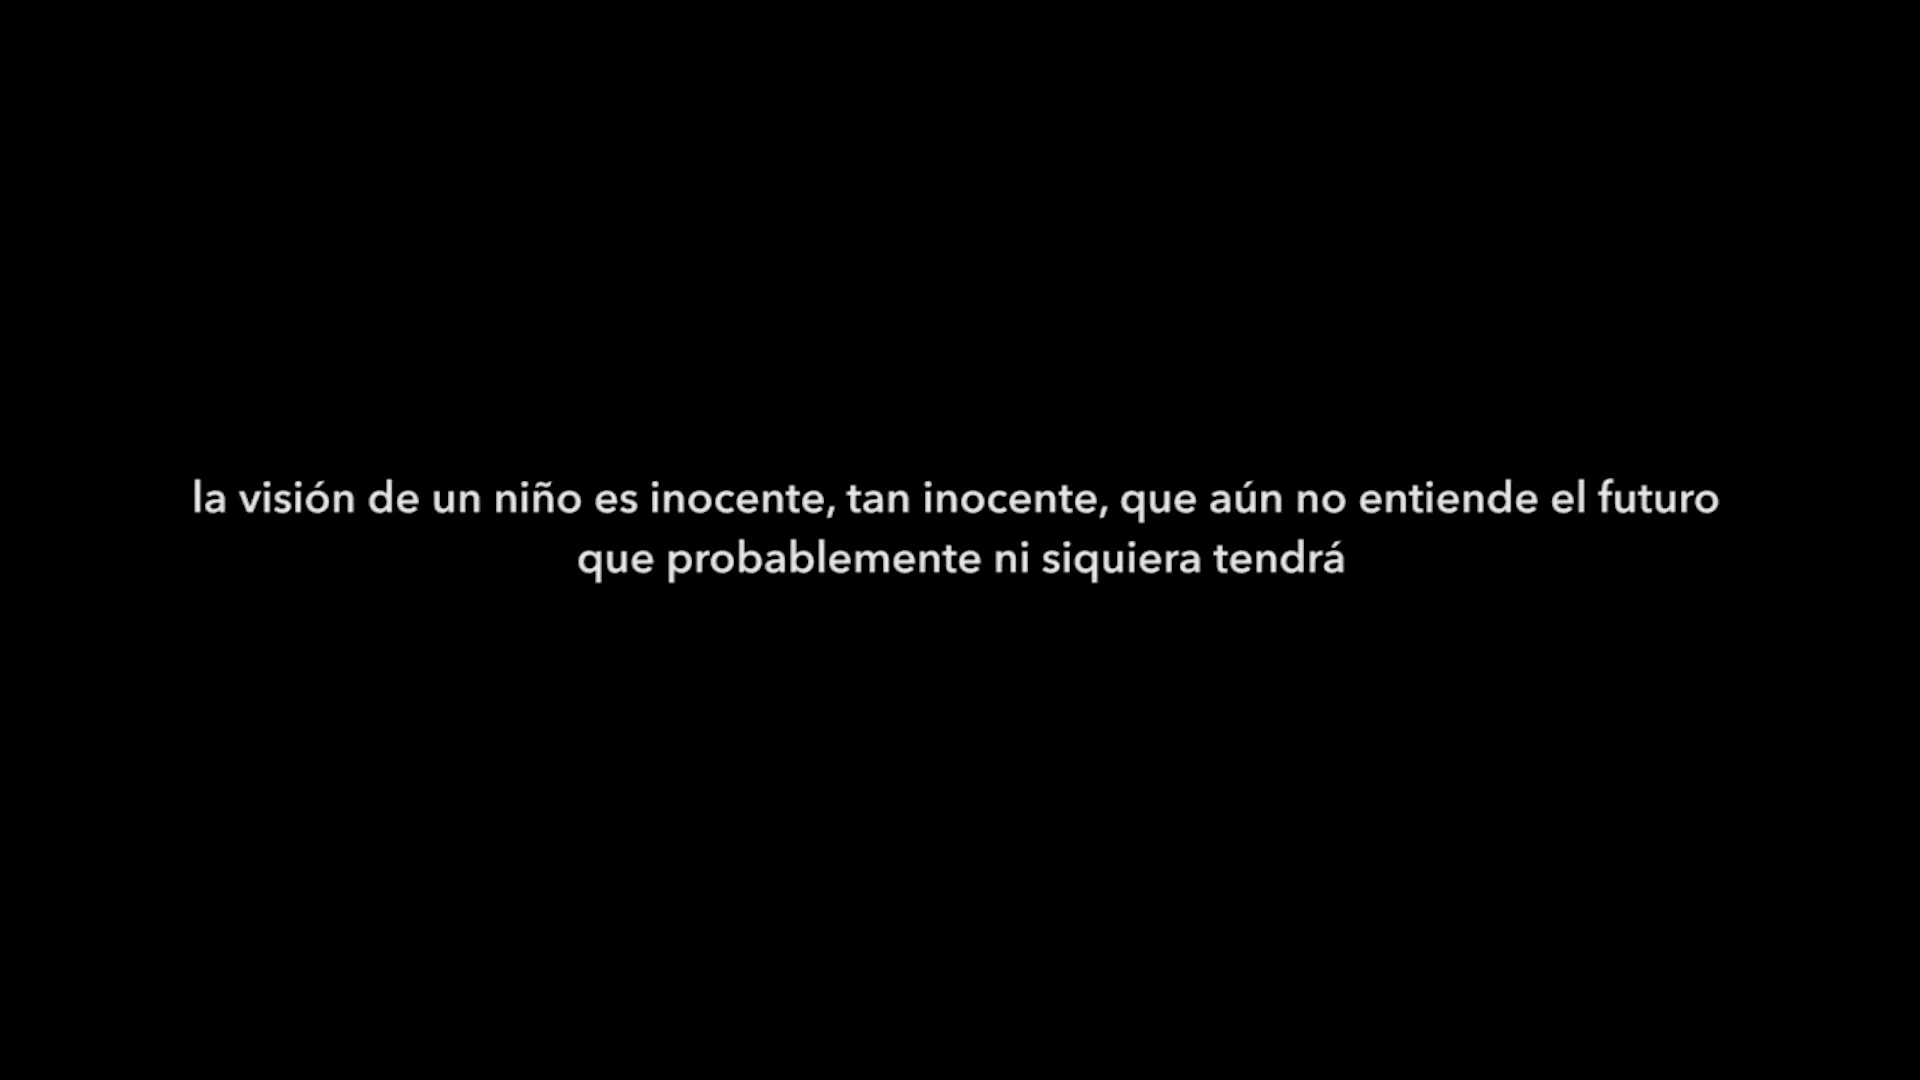 la visión de un niño es inocente, tan inocente, que aún no entiende el futuro
que probablemente ni siquiera tendrá